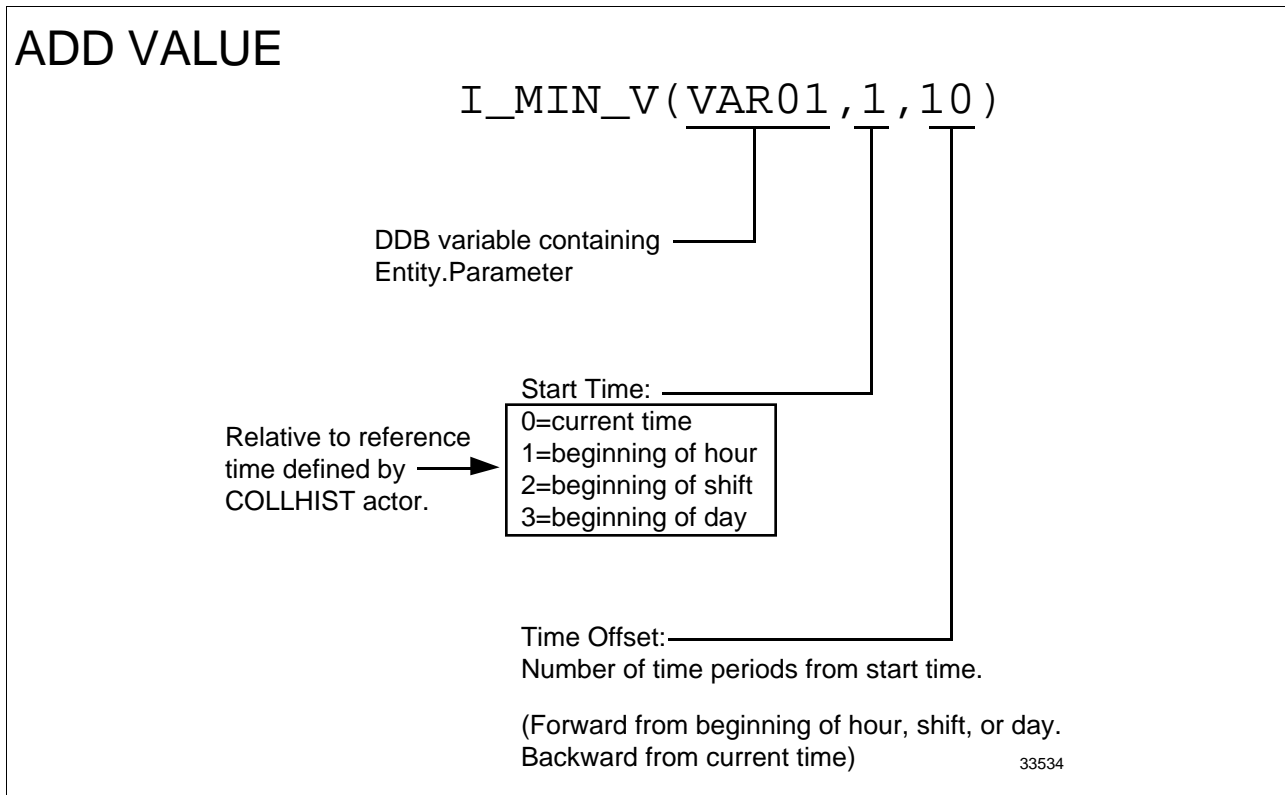 ADD VALUE
I_MIN_V(VAR01,1,10)
DDB variable containing
Entity.Parameter
Start Time:
0=current time
1=beginning of hour
2=beginning of shift
3=beginning of day
Relative to reference
time defined by
COLLHIST actor.
Time Offset:
Number of time periods from start time.
(Forward from beginning of hour, shift, or day.
Backward from current time)
33534